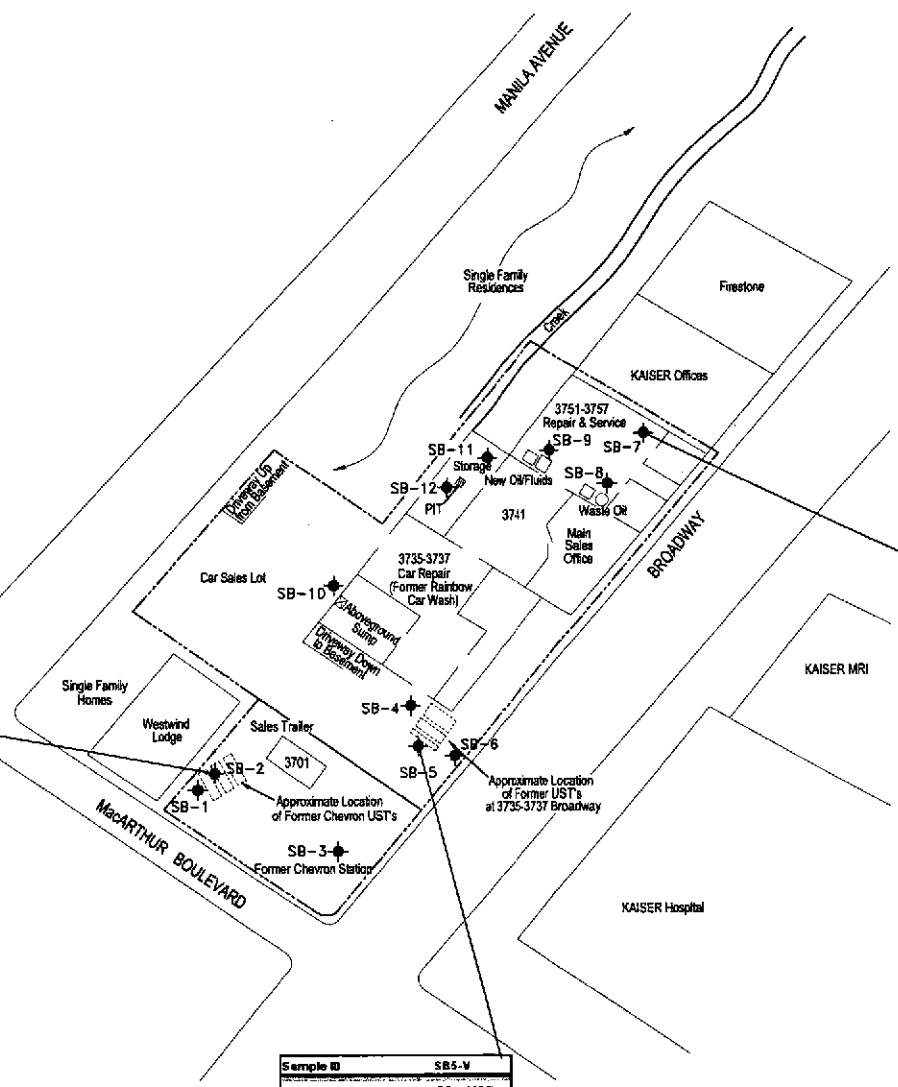 MANILA AVENUE
Single Family
Residences
Creek
Firestone
KAISER Offices
3751-3757
Repair & Service
SB-7
SB-9
SB-11
Storage
New Oil/Fluids
SB-8
SB-12
PIT
Waste Oil
3741
Main
Sales
Office
BROADWAY
Driveway Up
from Basement
Car Sales Lot
3735-3737
Car Repair
(Former Rainbow
Car Wash)
SB-10
Aboveground
Sump
Driveway Down
to Basement
KAISER MRI
Single Family
Homes
Westwind
Lodge
Sales Trailer
3701
SB-4
SB-6
SB-5
SB-2
SB-1
Approximate Location
of Former Chevron UST's
Approximate Location
of Former UST's
at 3735-3737 Broadway
SB-3
Former Chevron Station
MacARTHUR BOULEVARD
KAISER Hospital
Sample ID SB5-W